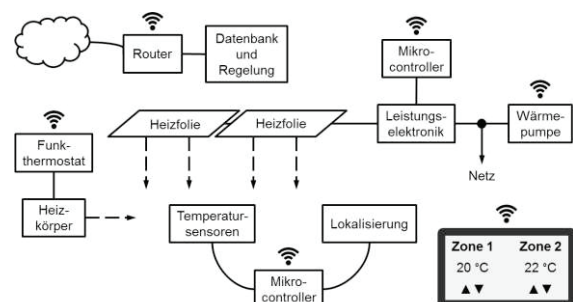 Router
Datenbank
und
Regelung
Mikro-
controller
Funk-
thermostat
Heizfolie
Heizfolie
Leistungs-
elektronik
Wärme-
pumpe
Netz
Heiz-
körper
Temperatur-
sensoren
Lokalisierung
Mikro-
controller
Zone 1 Zone 2
20 °C 22 °C
▲▼ ▲▼